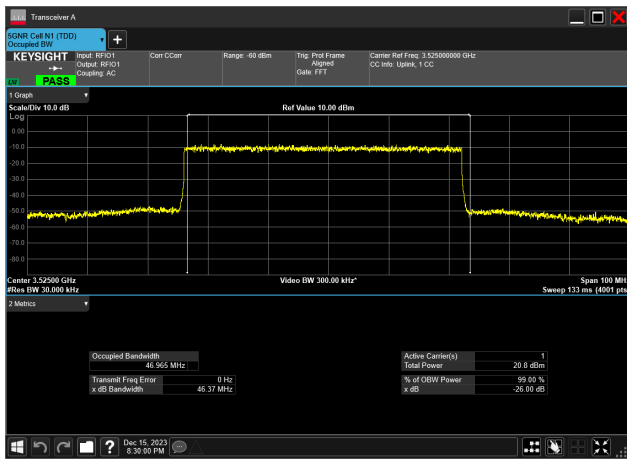 Transceiver A
5GNR Cell N1 (TDD)
Occupied BW
+
KEYSIGHT
LM PASS
Input: RFIO1
Output: RFIO1
Coupling: AC
Corr CCorr
Range: -60 dBm
Trig: Prot Frame
Aligned
Gate: FFT
Carrier Ref Freq: 3.525000000 GHz
CC Info: Uplink, 1 CC
1 Graph
Scale/Div 10.0 dB
Ref Value 10.00 dBm
Log
0.00
-10.0
-20.0
-30.0
-40.0
-50.0
-60.0
-70.0
-80.0
Center 3.52500 GHz
Video BW 300.00 kHz*
Span 100 MH
#Res BW 30.000 kHz
Sweep 133 ms (4001 pts
2 Metrics
Occupied Bandwidth
46.965 MHz
Transmit Freq Error 0 Hz
x dB Bandwidth 46.37 MHz
Active Carrier(s) 1
Total Power 20.8 dBm
% of OBW Power 99.00 %
x dB -26.00 dB
Dec 15, 2023
8:30:00 PM